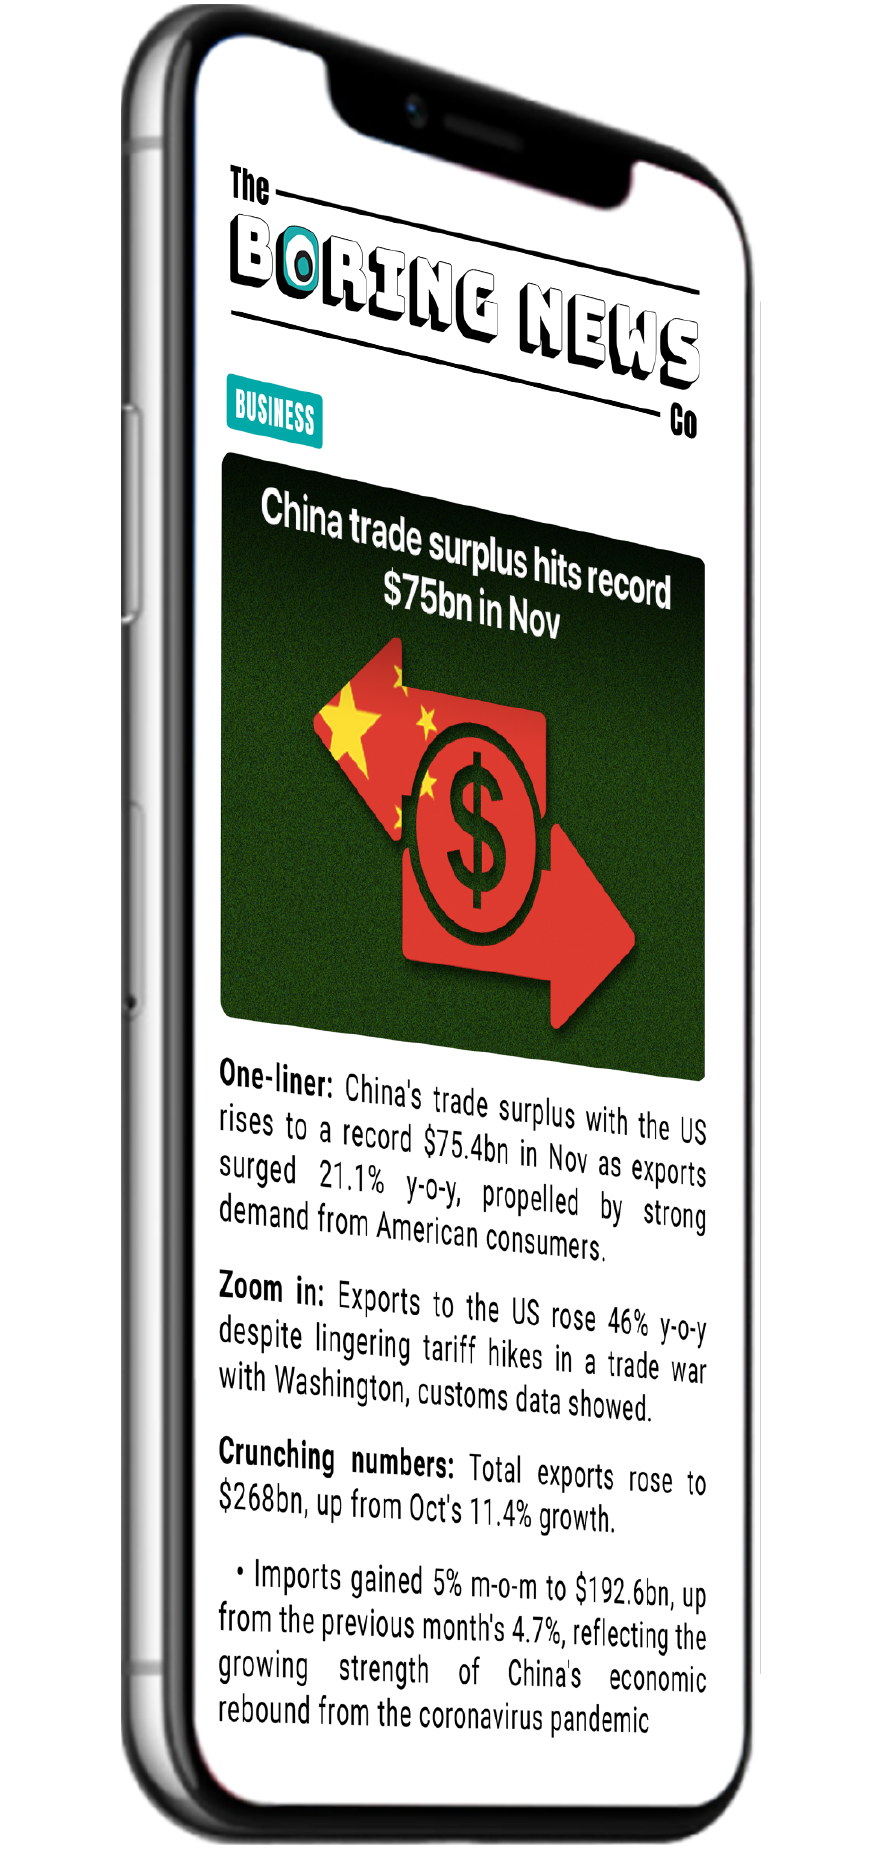 The
BORING NEWS
Co
BUSINESS
China trade surplus hits record
$75bn in Nov
$
One-liner: China's trade surplus with the US
rises to a record $75.4bn in Nov as exports
surged 21.1% y-o-y, propelled by strong
demand from American consumers.
Zoom in: Exports to the US rose 46% y-o-y
despite lingering tariff hikes in a trade war
with Washington, customs data showed.
Crunching numbers: Total exports rose to
$268bn, up from Oct's 11.4% growth.
• Imports gained 5% m-o-m to $192.6bn, up
from the previous month's 4.7%, reflecting the
growing strength of China's economic
rebound from the coronavirus pandemic